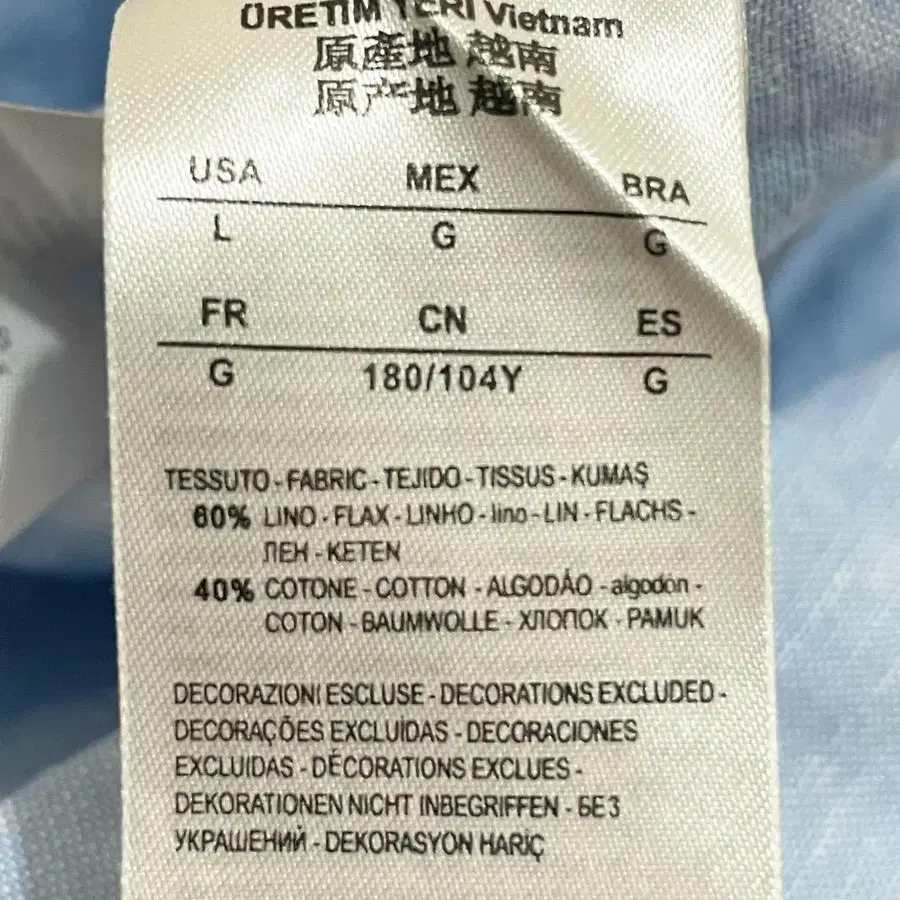 ÜRETİM YERİ Vietnam
原產地 越南
原产地 越南
USA MEX BRA
L G G
FR CN ES
G 180/104Y G
TESSUTO - FABRIC - TEJIDO - TISSUS - KUMAŞ
60% LINO - FLAX - LINHO - lino - LIN - FLACHS -
ЛЕН - KETEN
40% COTONE - COTTON - ALGODÃO - algodon -
COTON - BAUMWOLLE - ХЛОПОК - PAMUK
DECORAZIONI ESCLUSE - DECORATIONS EXCLUDED -
DECORAÇÕES EXCLUÍDAS - DECORACIONES
EXCLUIDAS - DÉCORATIONS EXCLUES -
DEKORATIONEN NICHT INBEGRIFFEN - БЕЗ
УКРАШЕНИЙ - DEKORASYON HARİÇ